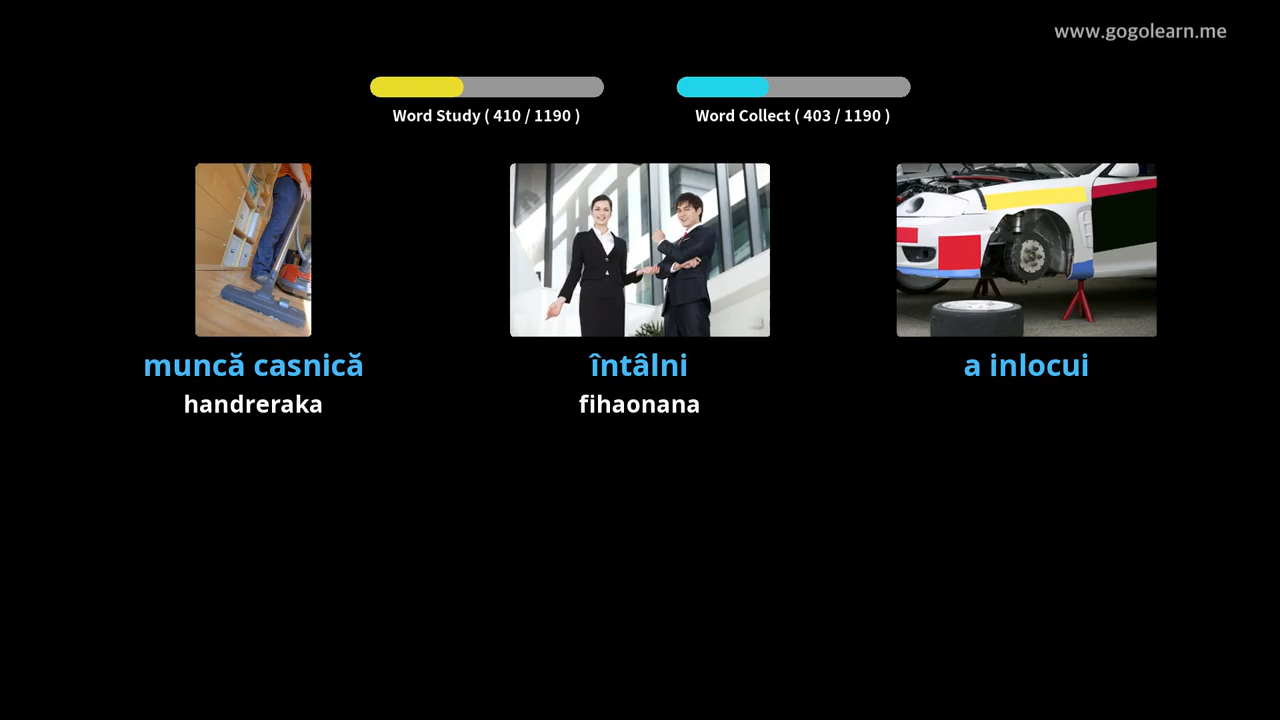 www.gogolearn.me
Word Study ( 410 / 1190 )
Word Collect ( 403 / 1190 )
muncă casnică
întâlni
a inlocui
handreraka
fihaonana